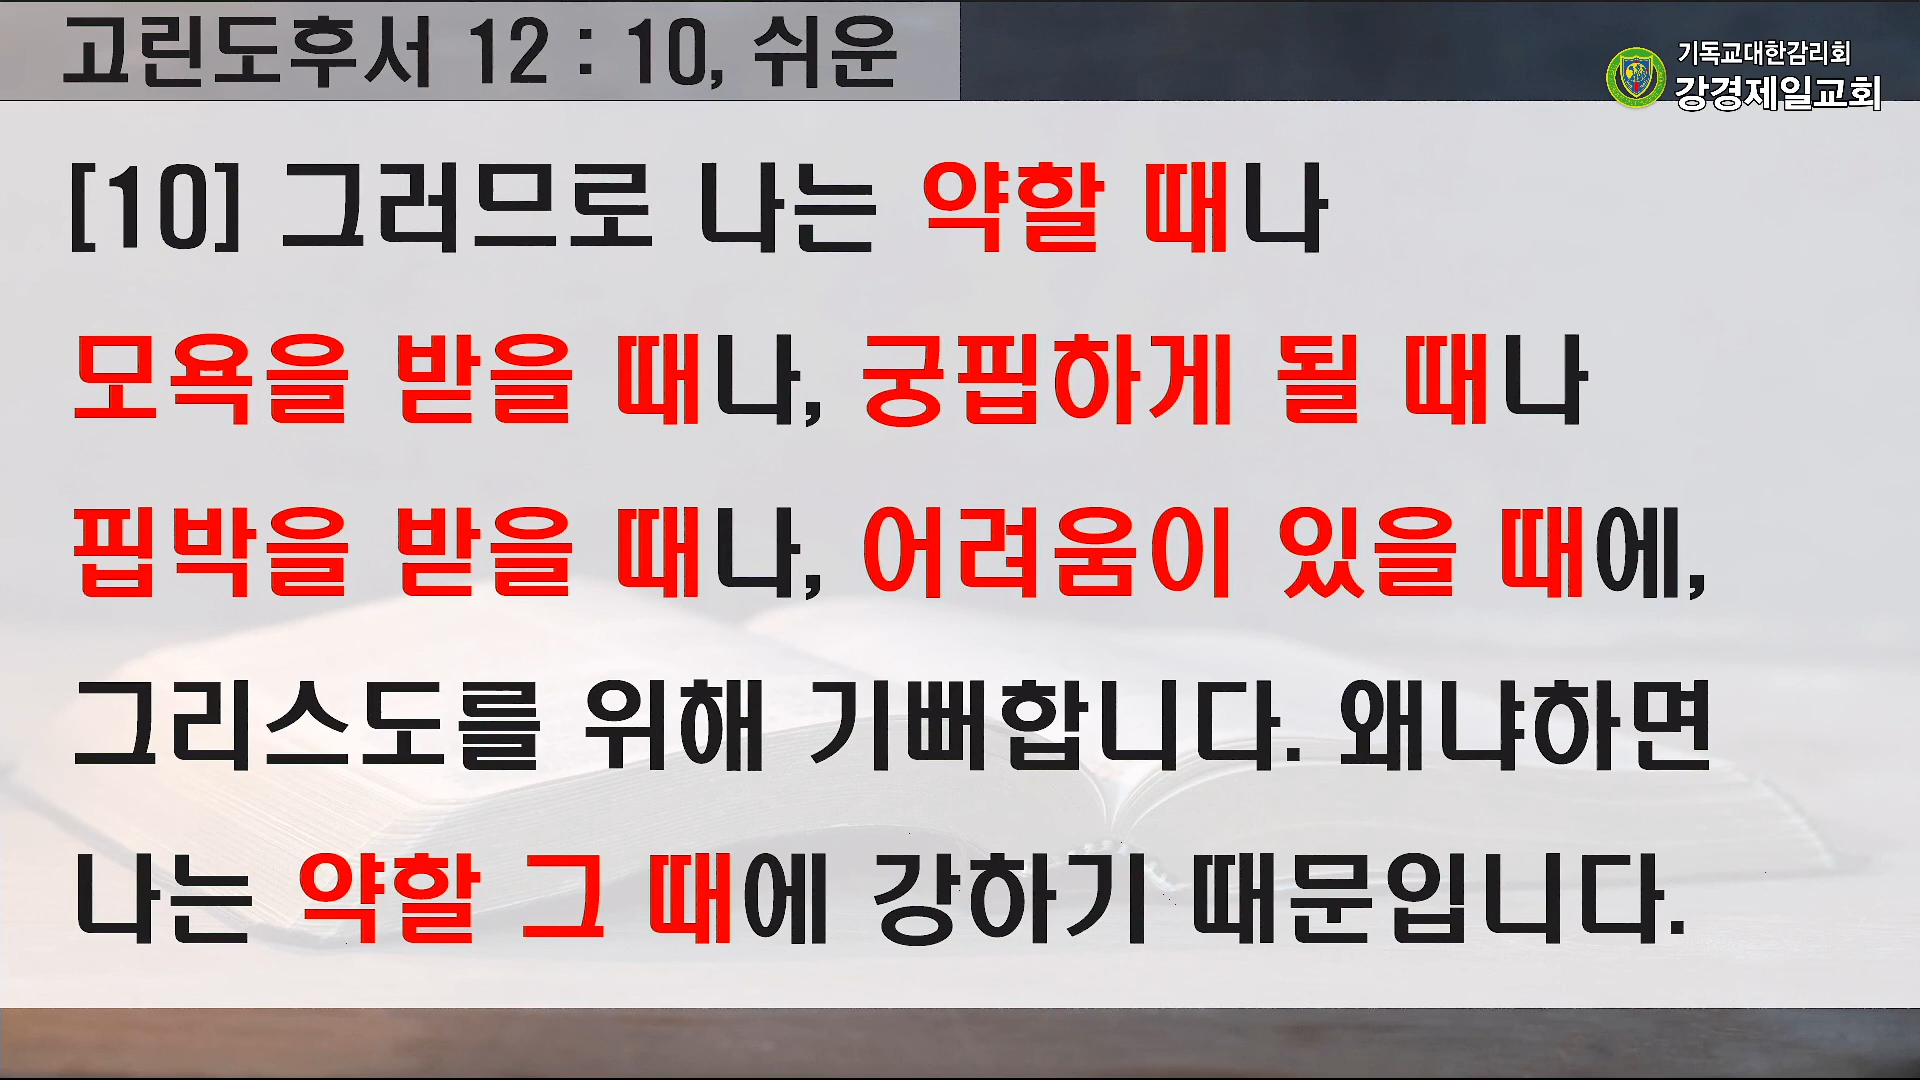 고린도후서 12 : 10, 쉬운
기독교대한감리회
강경제일교회
[10] 그러므로 나는 약할 때나
모욕을 받을 때나, 궁핍하게 될 때나
핍박을 받을 때나, 어려움이 있을 때에,
그리스도를 위해 기뻐합니다. 왜냐하면
나는 약할 그 때에 강하기 때문입니다.